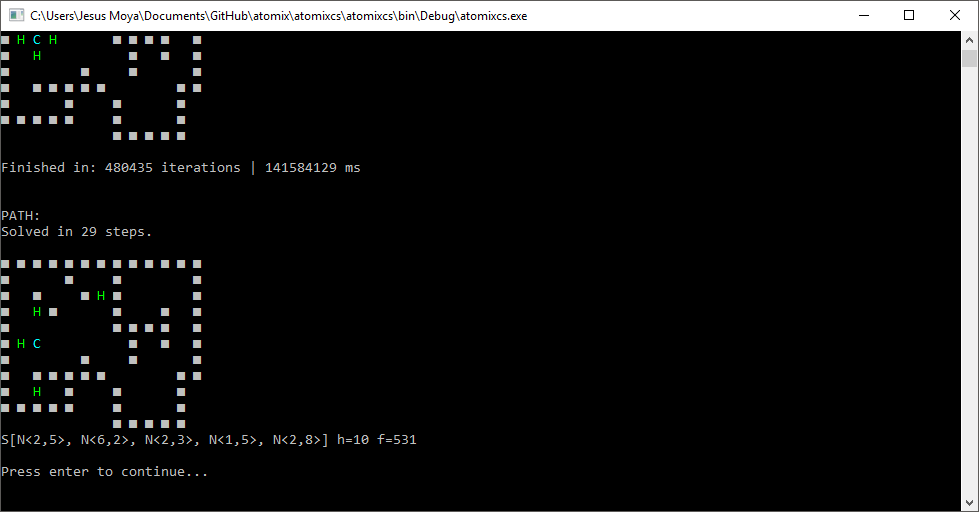 C:\Users\Jesus Moya\Documents\GitHub\atomix\atomixcs\atomixcs\bin\Debug\atomixcs.exe
■ H C H       ■ ■ ■ ■   ■
■   H           ■   ■   ■
■         ■     ■       ■
■   ■ ■ ■ ■ ■         ■ ■
■       ■     ■       ■
■ ■ ■ ■ ■     ■       ■
              ■ ■ ■ ■ ■
Finished in: 480435 iterations | 141584129 ms
PATH:
Solved in 29 steps.
■ ■ ■ ■ ■ ■ ■ ■ ■ ■ ■ ■ ■
■       ■     ■         ■
■   ■     ■ H ■         ■
■   H ■       ■     ■   ■
■             ■ ■ ■ ■   ■
■ H C           ■   ■   ■
■         ■     ■       ■
■   ■ ■ ■ ■ ■         ■ ■
■   H   ■     ■       ■
■ ■ ■ ■ ■     ■       ■
              ■ ■ ■ ■ ■
S[N<2,5>, N<6,2>, N<2,3>, N<1,5>, N<2,8>] h=10 f=531
Press enter to continue...